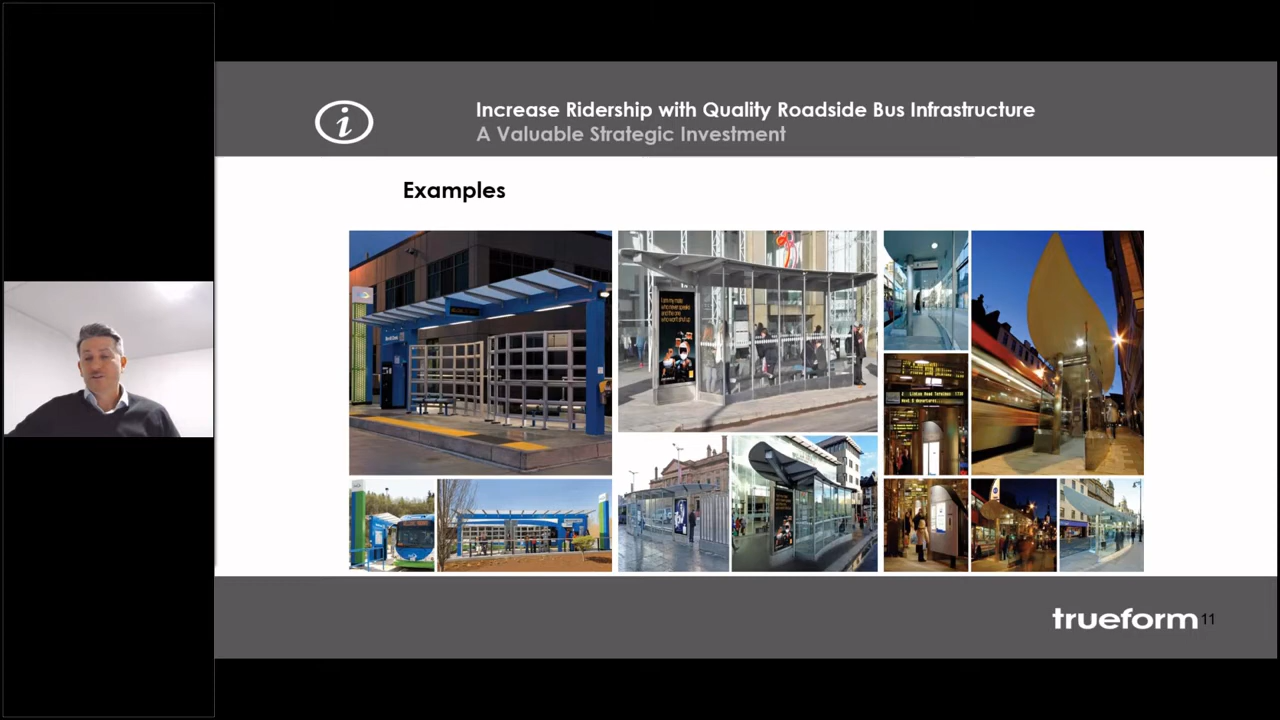 i
Increase Ridership with Quality Roadside Bus Infrastructure
A Valuable Strategic Investment
Examples
trueform
11